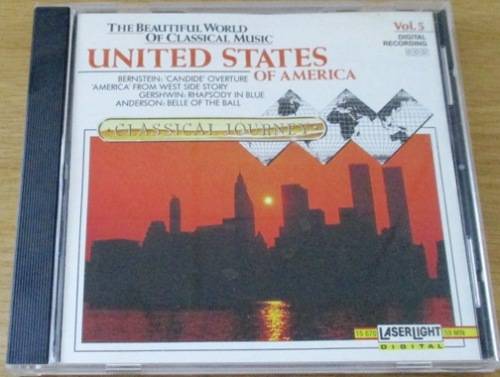 THE BEAUTIFUL WORLD
OF CLASSICAL MUSIC
Vol. 5
DIGITAL
RECORDING
UNITED STATES
OF AMERICA
BERNSTEIN: 'CANDIDE' OVERTURE
'AMERICA' FROM WEST SIDE STORY
GERSHWIN: RHAPSODY IN BLUE
ANDERSON: BELLE OF THE BALL
CLASSICAL JOURNEY
LASERLIGHT
DIGITAL